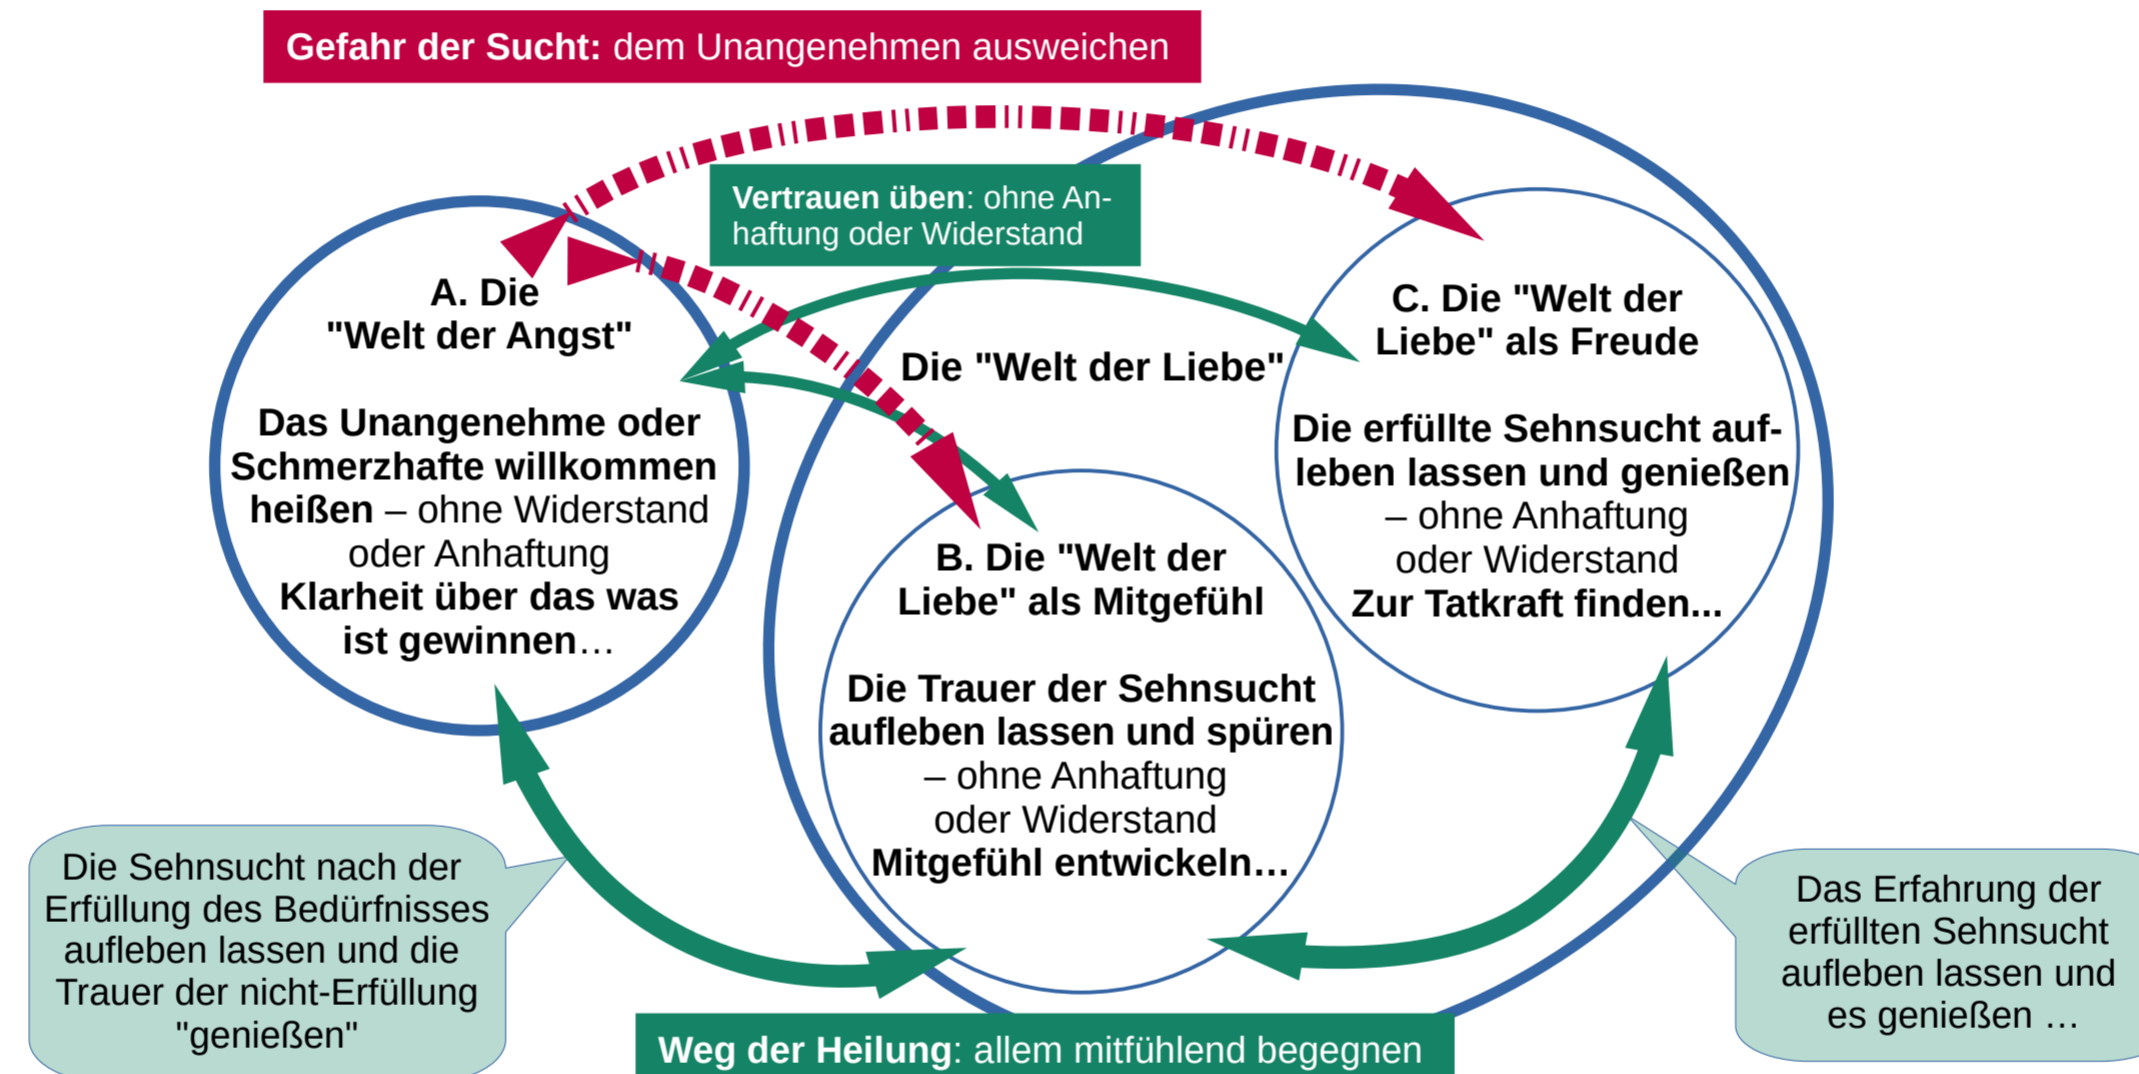 Gefahr der Sucht: dem Unangenehmen ausweichen
Vertrauen üben: ohne An-
haftung oder Widerstand
A. Die
"Welt der Angst"
Das Unangenehme oder
Schmerzhafte willkommen
heißen – ohne Widerstand
oder Anhaftung
Klarheit über das was
ist gewinnen…
Die "Welt der Liebe"
C. Die "Welt der
Liebe" als Freude
Die erfüllte Sehnsucht auf-
leben lassen und genießen
– ohne Anhaftung
oder Widerstand
Zur Tatkraft finden...
B. Die "Welt der
Liebe" als Mitgefühl
Die Trauer der Sehnsucht
aufleben lassen und spüren
– ohne Anhaftung
oder Widerstand
Mitgefühl entwickeln…
Die Sehnsucht nach der
Erfüllung des Bedürfnisses
aufleben lassen und die
Trauer der nicht-Erfüllung
"genießen"
Das Erfahrung der
erfüllten Sehnsucht
aufleben lassen und
es genießen …
Weg der Heilung: allem mitfühlend begegnen